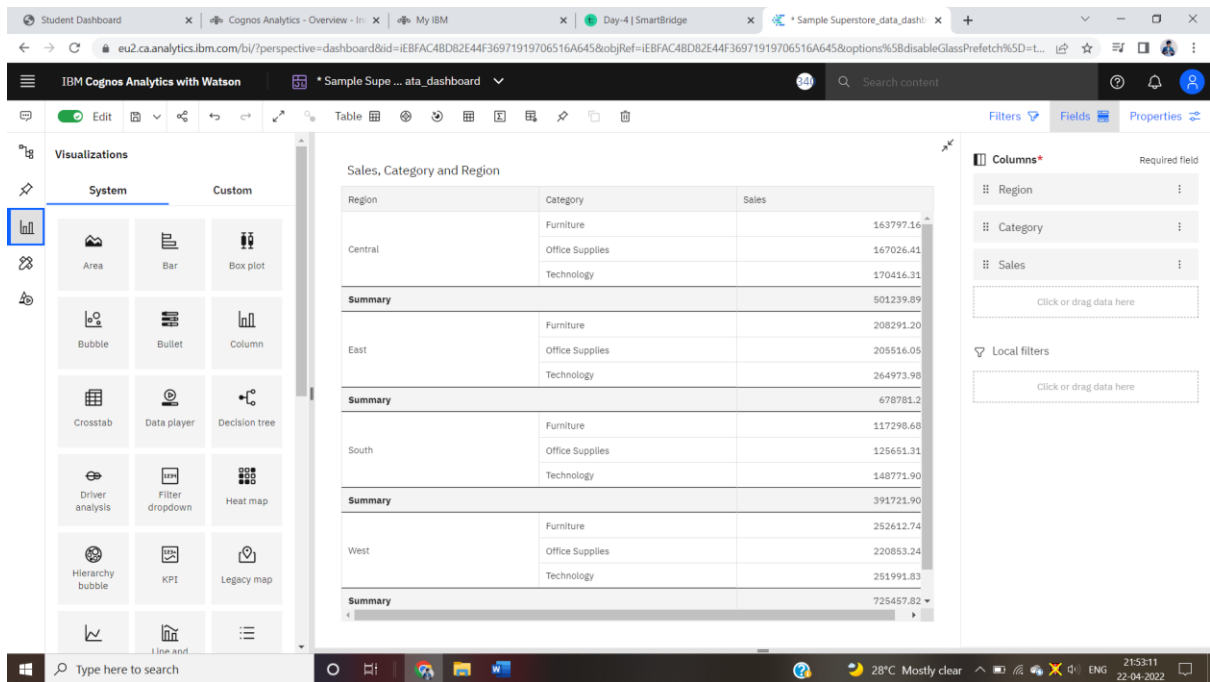 Student Dashboard
Cognos Analytics - Overview - In
My IBM
Day-4 | SmartBridge
* Sample Superstore_data_dashb
eu2.ca.analytics.ibm.com/bi/?perspective=dashboard&id=iEBFAC4BD82E44F36971919706516A645&objRef=iEBFAC4BD82E44F36971919706516A645&options%5BdisableGlassPrefetch%5D=t...
IBM Cognos Analytics with Watson
* Sample Supe ... ata_dashboard
Search content
Edit
Table
Filters
Fields
Properties
Visualizations
System Custom
Area Bar Box plot
Bubble Bullet Column
Crosstab Data player Decision tree
Driver analysis
Filter dropdown
Heat map
Hierarchy bubble
KPI
Legacy map
Line and
Sales, Category and Region
Region Category Sales
Furniture 163797.16
Central Office Supplies 167026.41
Technology 170416.31
Summary 501239.89
Furniture 208291.20
East Office Supplies 205516.05
Technology 264973.98
Summary 678781.2
Furniture 117298.68
South Office Supplies 125651.31
Technology 148771.90
Summary 391721.90
Furniture 252612.74
West Office Supplies 220853.24
Technology 251991.83
Summary 725457.82
Columns* Required field
Region
Category
Sales
Click or drag data here
Local filters
Click or drag data here
Type here to search
28°C Mostly clear
ENG
21:53:11
22-04-2022